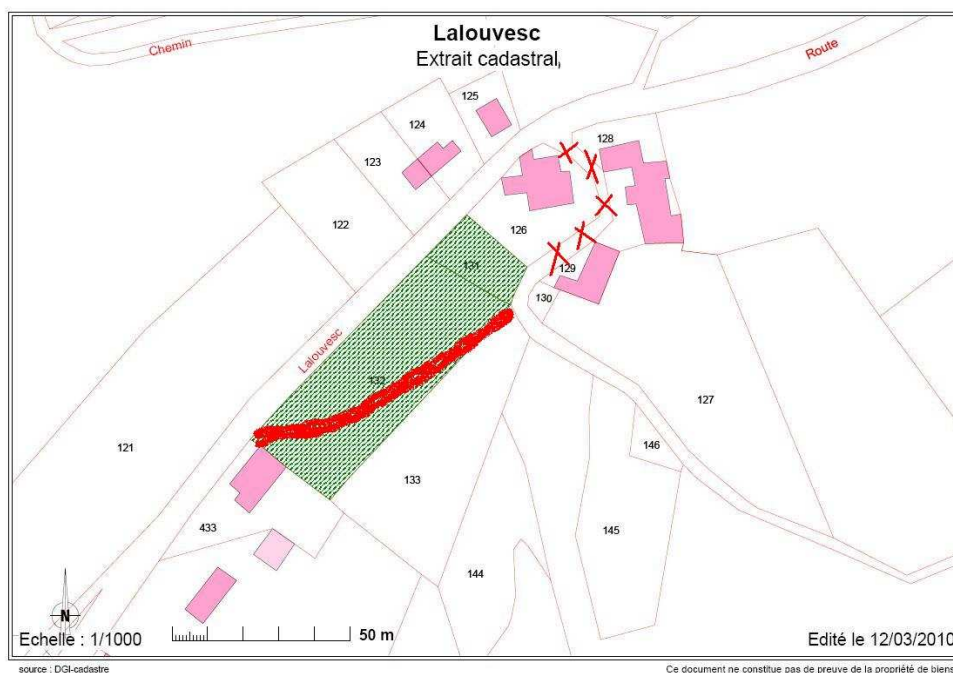 Lalouvesc
Extrait cadastral,
Chemin
Route
125
124
123
122
128
126
131
129
130
Lalouvesc
132
127
121
133
146
145
433
144
N
Echelle : 1/1000
50 m
Edité le 12/03/2010
source : DGI-cadastre
Ce document ne constitue pas de preuve de la propriété de biens